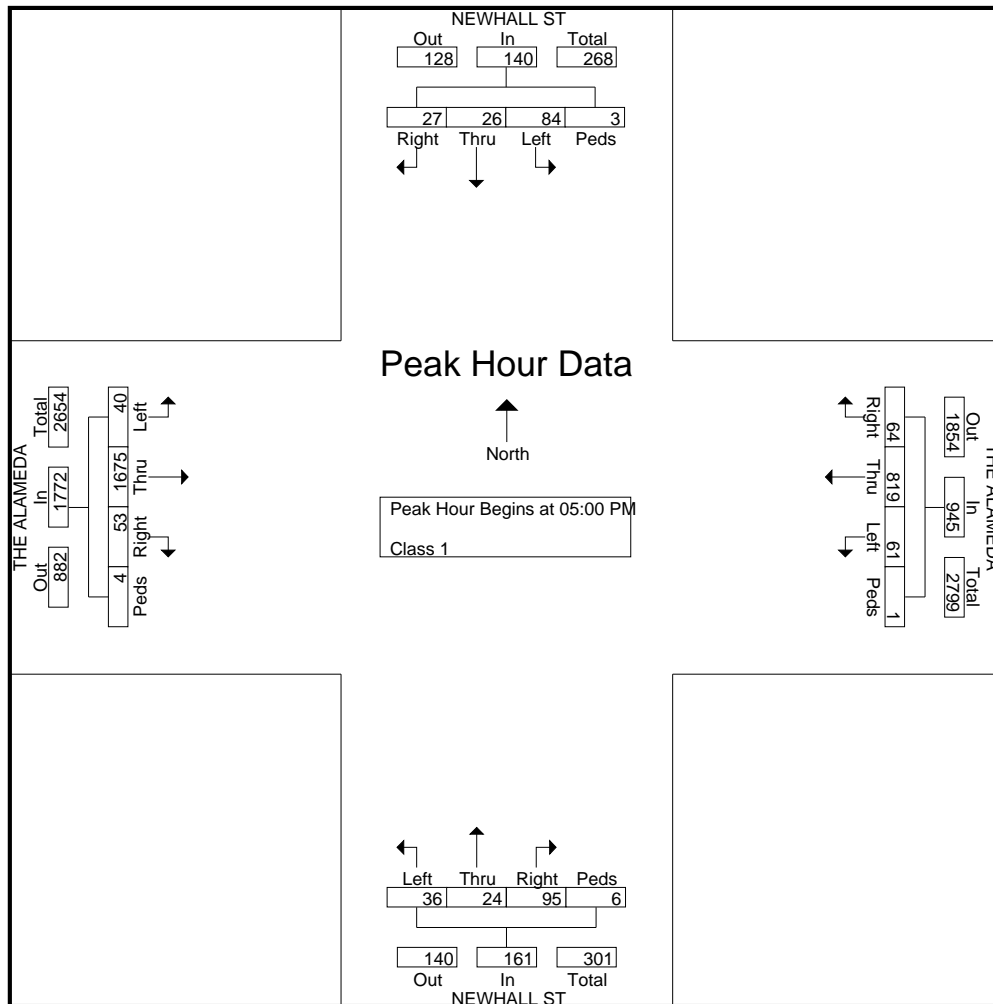 NEWHALL ST
Out In Total
128 140 268
27 26 84 3
Right Thru Left Peds
Peak Hour Data
North
Peak Hour Begins at 05:00 PM
Class 1
THE ALAMEDA
Out In Total
882 1772 2654
Left Thru Right Peds
40 1675 53 4
THE ALAMEDA
Out In Total
1854 945 2799
64 819 61 1
Right Thru Left Peds
Left Thru Right Peds
36 24 95 6
140 161 301
Out In Total
NEWHALL ST